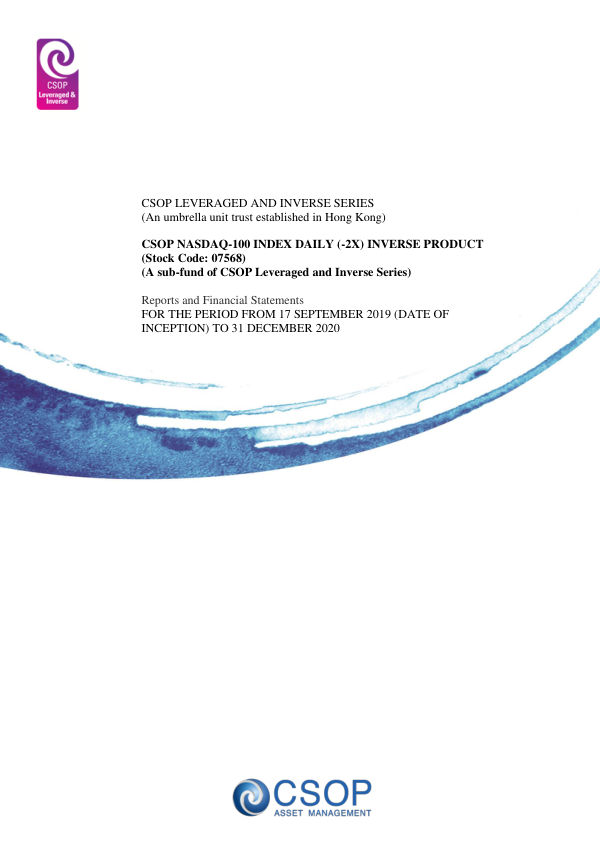 CSOP
Leveraged &
Inverse
CSOP LEVERAGED AND INVERSE SERIES
(An umbrella unit trust established in Hong Kong)
CSOP NASDAQ-100 INDEX DAILY (-2X) INVERSE PRODUCT
(Stock Code: 07568)
(A sub-fund of CSOP Leveraged and Inverse Series)
Reports and Financial Statements
FOR THE PERIOD FROM 17 SEPTEMBER 2019 (DATE OF
INCEPTION) TO 31 DECEMBER 2020
CSOP
ASSET MANAGEMENT